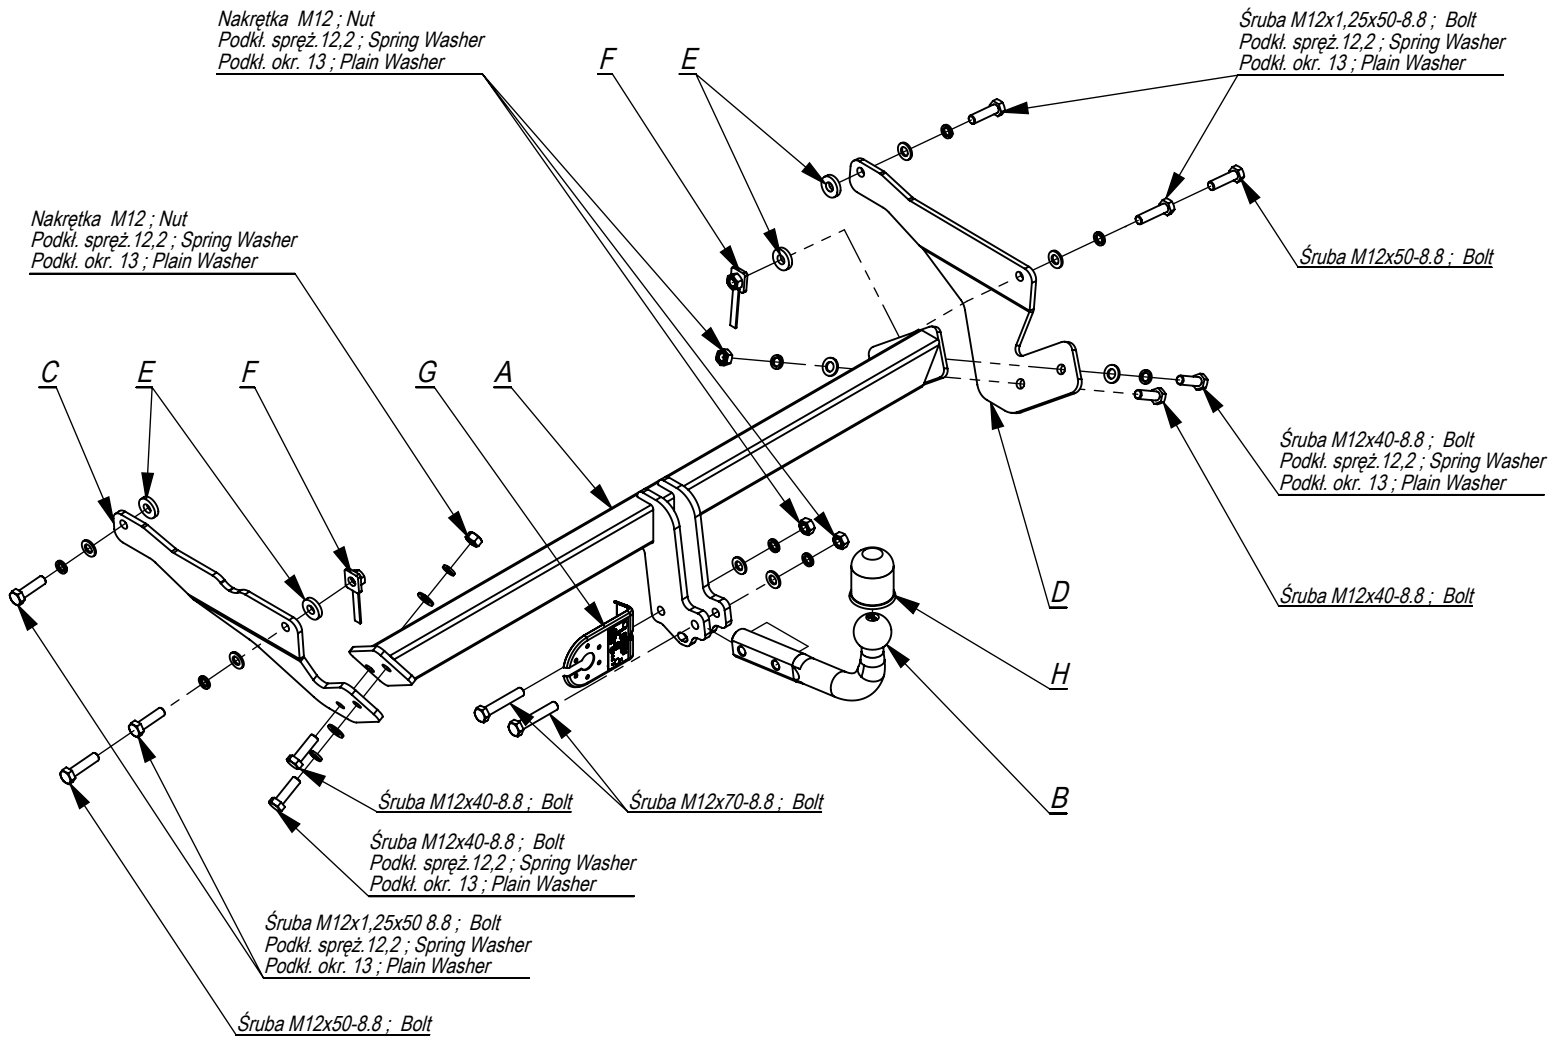 Nakrętka M12 ; Nut
Podkł. spręż.12,2 ; Spring Washer
Podkł. okr. 13 ; Plain Washer
F
E
Śruba M12x1,25x50-8.8 ; Bolt
Podkł. spręż.12,2 ; Spring Washer
Podkł. okr. 13 ; Plain Washer
Nakrętka M12 ; Nut
Podkł. spręż.12,2 ; Spring Washer
Podkł. okr. 13 ; Plain Washer
Śruba M12x50-8.8 ; Bolt
C
E
F
G
A
Śruba M12x40-8.8 ; Bolt
Podkł. spręż.12,2 ; Spring Washer
Podkł. okr. 13 ; Plain Washer
D
Śruba M12x40-8.8 ; Bolt
H
B
Śruba M12x40-8.8 ; Bolt
Śruba M12x70-8.8 ; Bolt
Śruba M12x40-8.8 ; Bolt
Podkł. spręż.12,2 ; Spring Washer
Podkł. okr. 13 ; Plain Washer
Śruba M12x1,25x50 8.8 ; Bolt
Podkł. spręż.12,2 ; Spring Washer
Podkł. okr. 13 ; Plain Washer
Śruba M12x50-8.8 ; Bolt